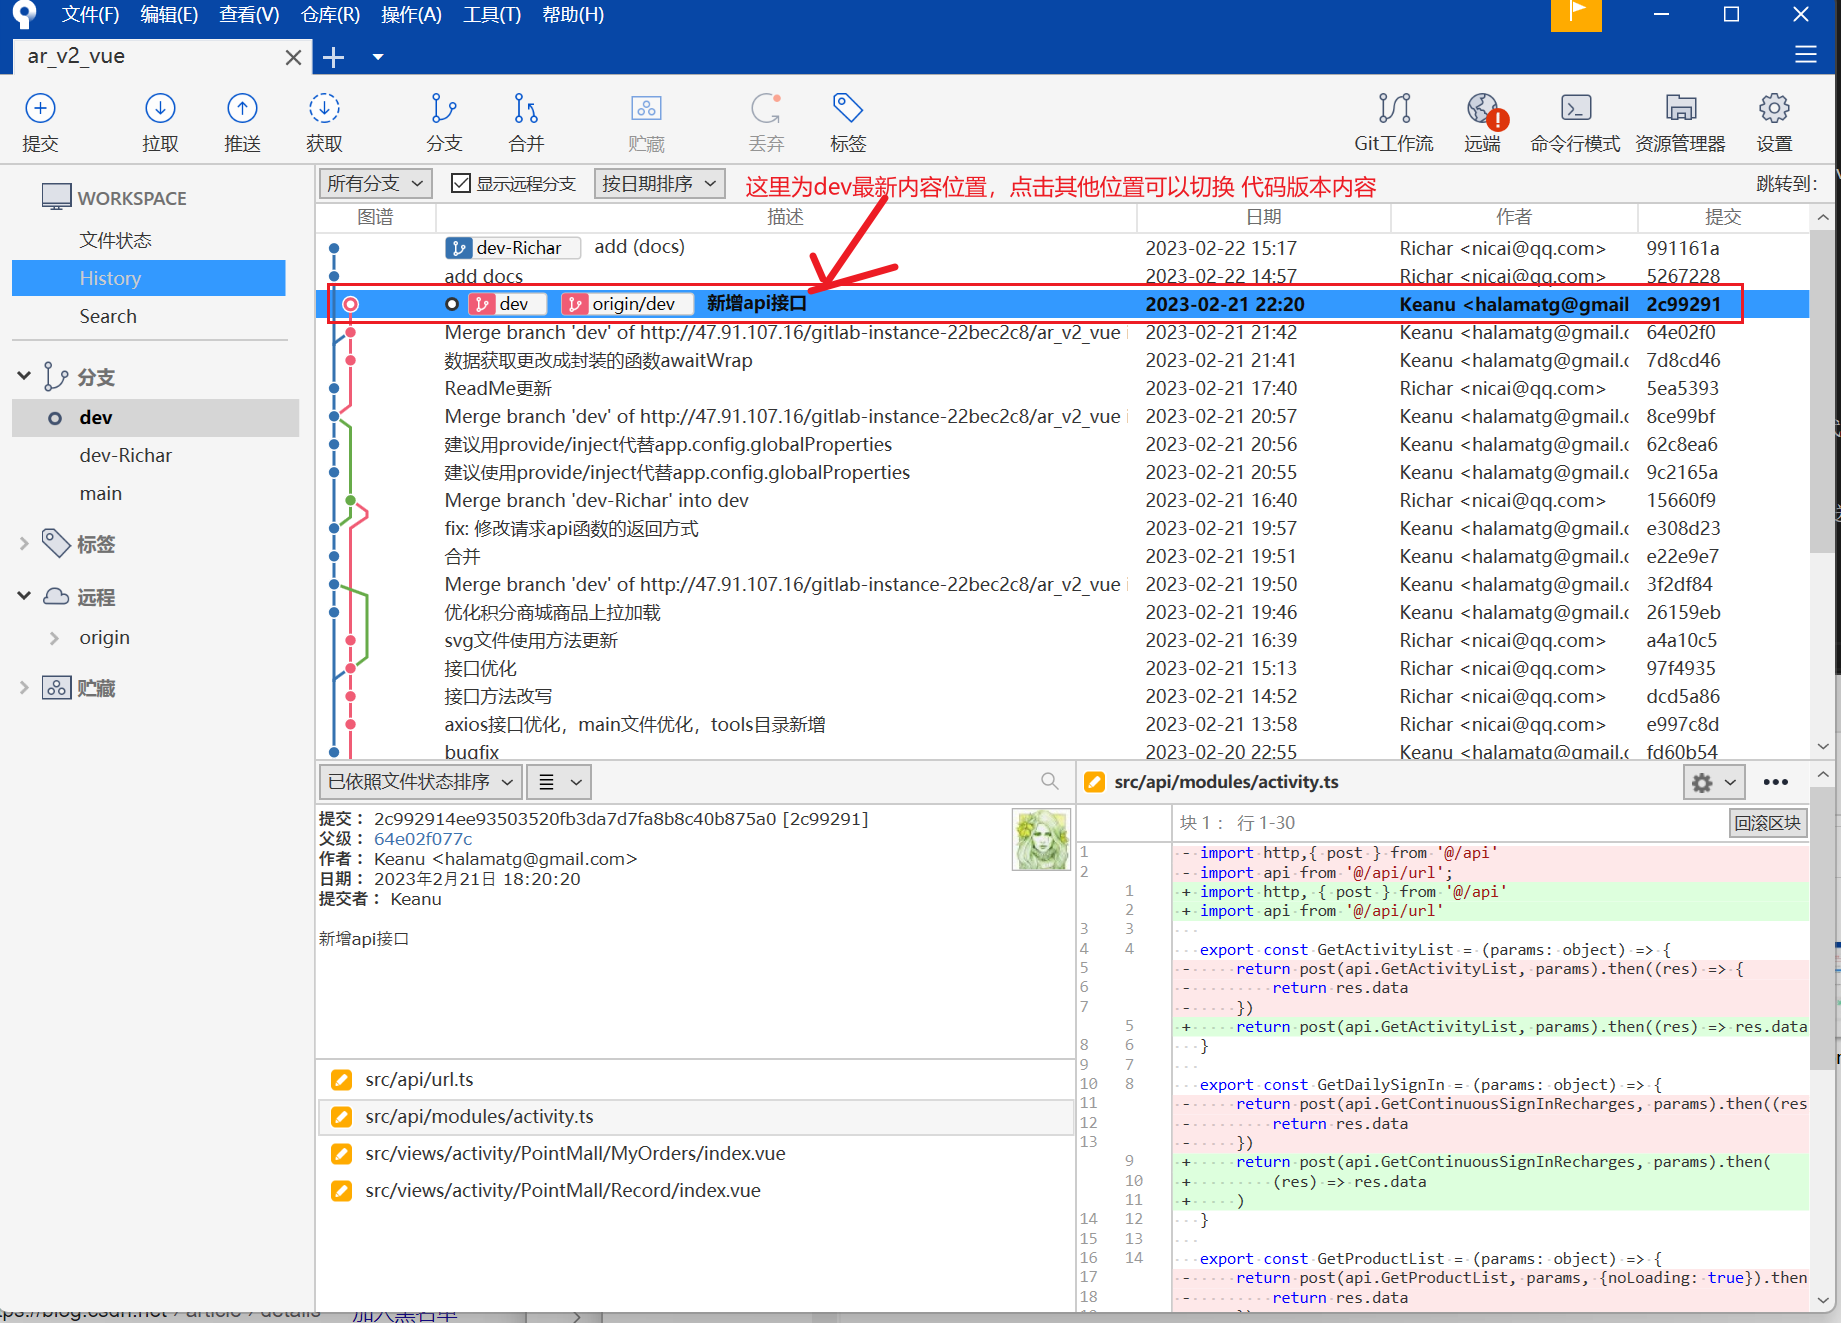 文件(F) 编辑(E) 查看(V) 仓库(R) 操作(A) 工具(T) 帮助(H)
ar_v2_vue
提交 拉取 推送 获取 分支 合并 贮藏 丢弃 标签 Git工作流 远端 命令行模式 资源管理器 设置
WORKSPACE
文件状态
History
Search
分支
dev
dev-Richar
main
标签
远程
origin
贮藏
所有分支 显示远程分支 按日期排序 这里为dev最新内容位置，点击其他位置可以切换 代码版本内容 跳转到：
图谱 描述 日期 作者 提交
dev-Richar add (docs) 2023-02-22 15:17 Richar <nicai@qq.com> 991161a
add docs 2023-02-22 14:57 Richar <nicai@qq.com> 5267228
dev origin/dev 新增api接口 2023-02-21 22:20 Keanu <halamatg@gmail 2c99291
Merge branch 'dev' of http://47.91.107.16/gitlab-instance-22bec2c8/ar_v2_vue 2023-02-21 21:42 Keanu <halamatg@gmail.c 64e02f0
数据获取更改成封装的函数awaitWrap 2023-02-21 21:41 Keanu <halamatg@gmail.c 7d8cd46
ReadMe更新 2023-02-21 17:40 Richar <nicai@qq.com> 5ea5393
Merge branch 'dev' of http://47.91.107.16/gitlab-instance-22bec2c8/ar_v2_vue i 2023-02-21 20:57 Keanu <halamatg@gmail.c 8ce99bf
建议用provide/inject代替app.config.globalProperties 2023-02-21 20:56 Keanu <halamatg@gmail.c 62c8ea6
建议使用provide/inject代替app.config.globalProperties 2023-02-21 20:55 Keanu <halamatg@gmail.c 9c2165a
Merge branch 'dev-Richar' into dev 2023-02-21 16:40 Richar <nicai@qq.com> 15660f9
fix: 修改请求api函数的返回方式 2023-02-21 19:57 Keanu <halamatg@gmail.c e308d23
合并 2023-02-21 19:51 Keanu <halamatg@gmail.c e22e9e7
Merge branch 'dev' of http://47.91.107.16/gitlab-instance-22bec2c8/ar_v2_vue i 2023-02-21 19:50 Keanu <halamatg@gmail.c 3f2df84
优化积分商城商品上拉加载 2023-02-21 19:46 Keanu <halamatg@gmail.c 26159eb
svg文件使用方法更新 2023-02-21 16:39 Richar <nicai@qq.com> a4a10c5
接口优化 2023-02-21 15:13 Richar <nicai@qq.com> 97f4935
接口方法改写 2023-02-21 14:52 Richar <nicai@qq.com> dcd5a86
axios接口优化，main文件优化，tools目录新增 2023-02-21 13:58 Richar <nicai@qq.com> e997c8d
bugfix 2023-02-20 22:55 Keanu <halamatg@gmail.c fd60b54
已依照文件状态排序
提交： 2c992914ee93503520fb3da7d7fa8b8c40b875a0 [2c99291]
父级： 64e02f077c
作者： Keanu <halamatg@gmail.com>
日期： 2023年2月21日 18:20:20
提交者： Keanu
新增api接口
src/api/url.ts
src/api/modules/activity.ts
src/views/activity/PointMall/MyOrders/index.vue
src/views/activity/PointMall/Record/index.vue
src/api/modules/activity.ts
块 1： 行 1-30 回滚区块
1 - import http,{ post } from '@/api'
2 - import api from '@/api/url';
1 + import http, { post } from '@/api'
2 + import api from '@/api/url'
3 3
4 4 export const GetActivityList = (params: object) => {
5 - return post(api.GetActivityList, params).then((res) => {
6 - return res.data
7 - })
5 + return post(api.GetActivityList, params).then((res) => res.data
8 6 }
9 7
10 8 export const GetDailySignIn = (params: object) => {
11 - return post(api.GetContinuousSignInRecharges, params).then((res
12 - return res.data
13 - })
9 + return post(api.GetContinuousSignInRecharges, params).then(
10 + (res) => res.data
11 + )
14 12 }
15 13
16 14 export const GetProductList = (params: object) => {
17 - return post(api.GetProductList, params, {noLoading: true}).then
18 - return res.data